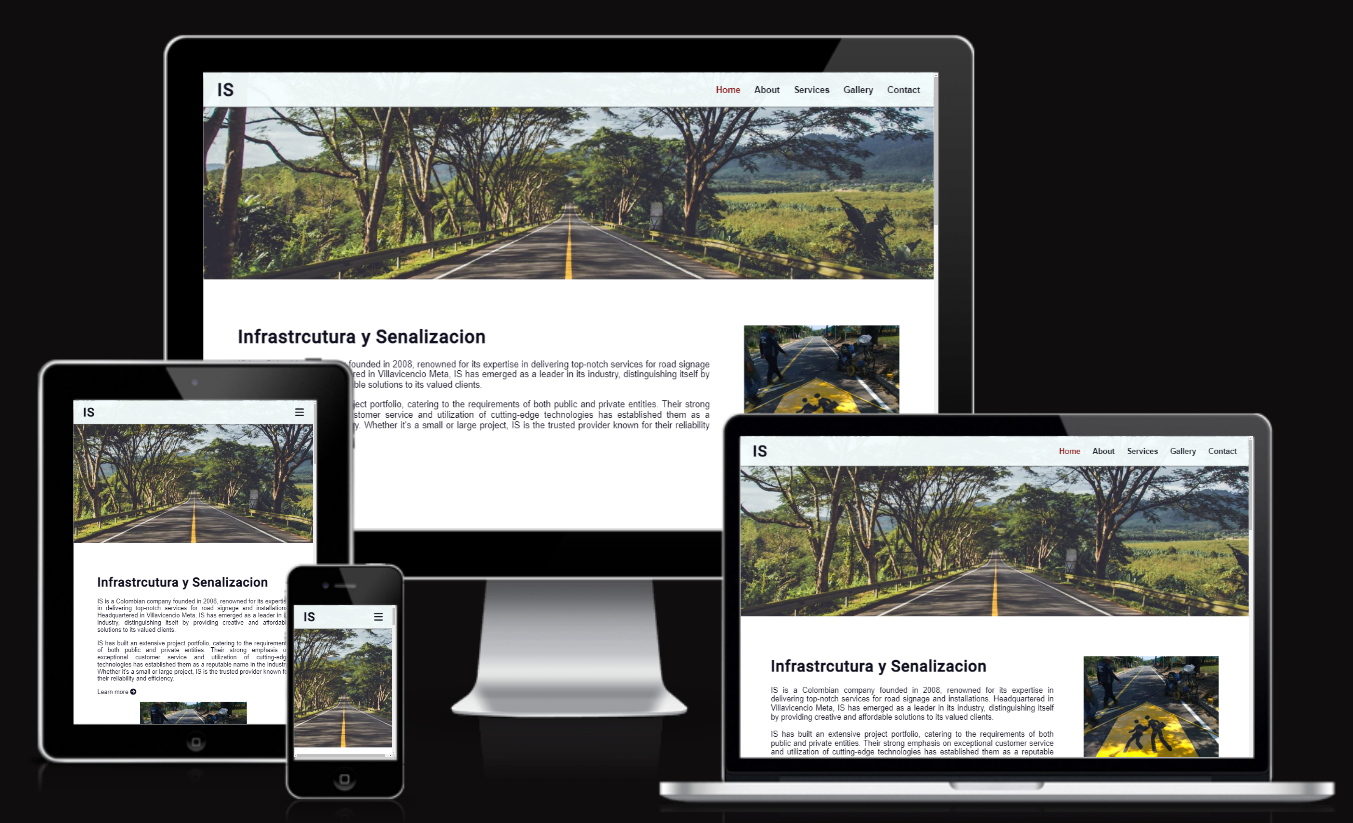 IS
Home About Services Gallery Contact
Infrastrcutura y Senalizacion
founded in 2008, renowned for its expertise in delivering top-notch services for road signage
red in Villavicencio Meta, IS has emerged as a leader in its industry, distinguishing itself by
ble solutions to its valued clients.
ject portfolio, catering to the requirements of both public and private entities. Their strong
stomer service and utilization of cutting-edge technologies has established them as a
y. Whether it's a small or large project, IS is the trusted provider known for their reliability
IS
Infrastrcutura y Senalizacion
IS is a Colombian company founded in 2008, renowned for its expertis
in delivering top-notch services for road signage and installations
Headquartered in Villavicencio Meta, IS has emerged as a leader in
industry, distinguishing itself by providing creative and affordab
solutions to its valued clients.
IS has built an extensive project portfolio, catering to the requirement
of both public and private entities. Their strong emphasis o
exceptional customer service and utilization of cutting-edg
technologies has established them as a reputable name in the industr
Whether it's a small or large project, IS is the trusted provider known fo
their reliability and efficiency.
Learn more
IS
IS
Home About Services Gallery Contact
Infrastrcutura y Senalizacion
IS is a Colombian company founded in 2008, renowned for its expertise in
delivering top-notch services for road signage and installations. Headquartered in
Villavicencio Meta, IS has emerged as a leader in its industry, distinguishing itself
by providing creative and affordable solutions to its valued clients.
IS has built an extensive project portfolio, catering to the requirements of both
public and private entities. Their strong emphasis on exceptional customer service
and utilization of cutting-edge technologies has established them as a reputable